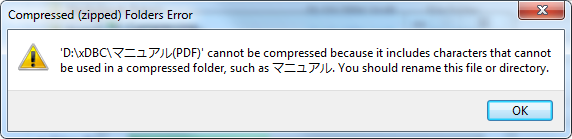 Compressed (zipped) Folders Error
'D:\xDBC\マニュアル(PDF)' cannot be compressed because it includes characters that cannot
be used in a compressed folder, such as マニュアル. You should rename this file or directory.
OK